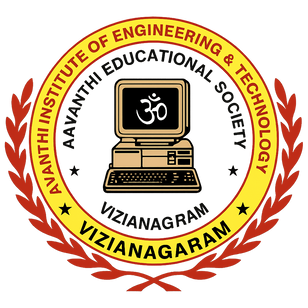 AVANTHI INSTITUTE OF ENGINEERING & TECHNOLOGY
AAVANTHI EDUCATIONAL SOCIETY
ॐ
VIZIANAGRAM
★ VIZIANAGARAM ★